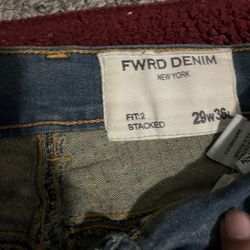 FWRD DENIM
NEW YORK
FIT:2
STACKED
29W36L